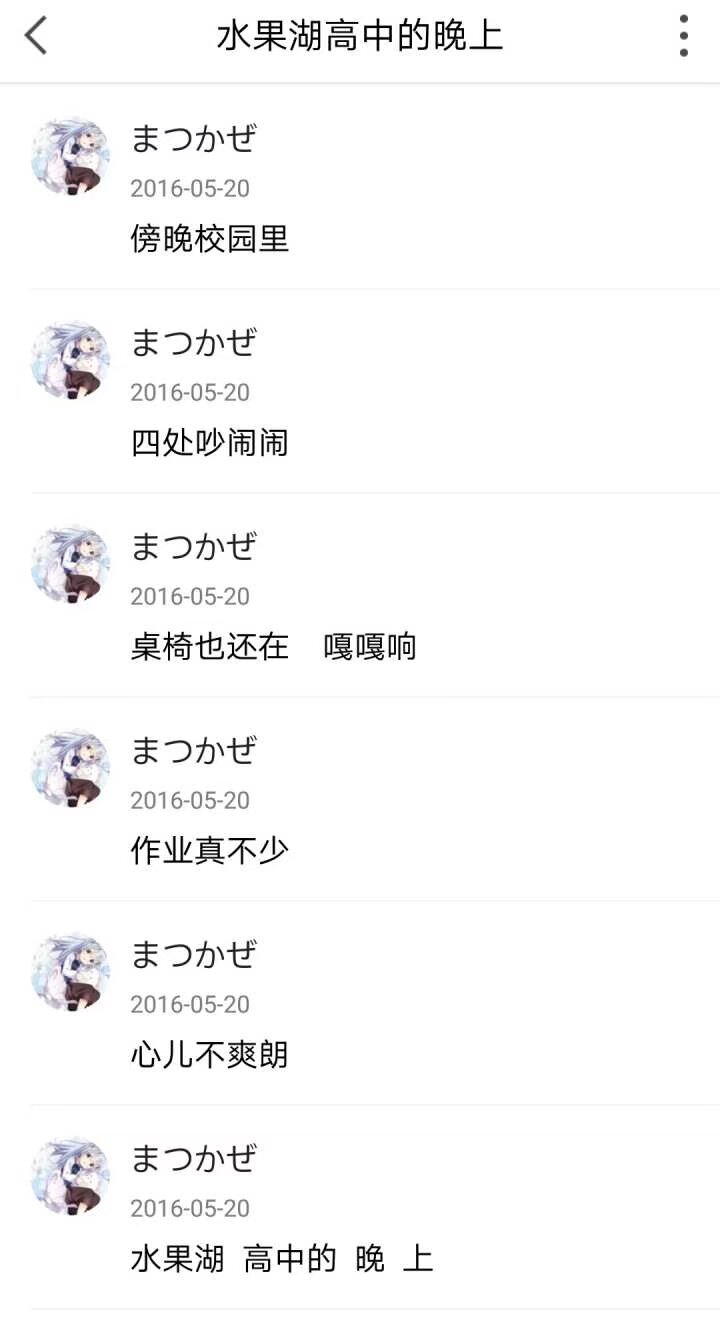 水果湖高中的晚上
まつかぜ
2016-05-20
傍晚校园里
まつかぜ
2016-05-20
四处吵闹闹
まつかぜ
2016-05-20
桌椅也还在　嘎嘎响
まつかぜ
2016-05-20
作业真不少
まつかぜ
2016-05-20
心儿不爽朗
まつかぜ
2016-05-20
水果湖 高中的 晚 上